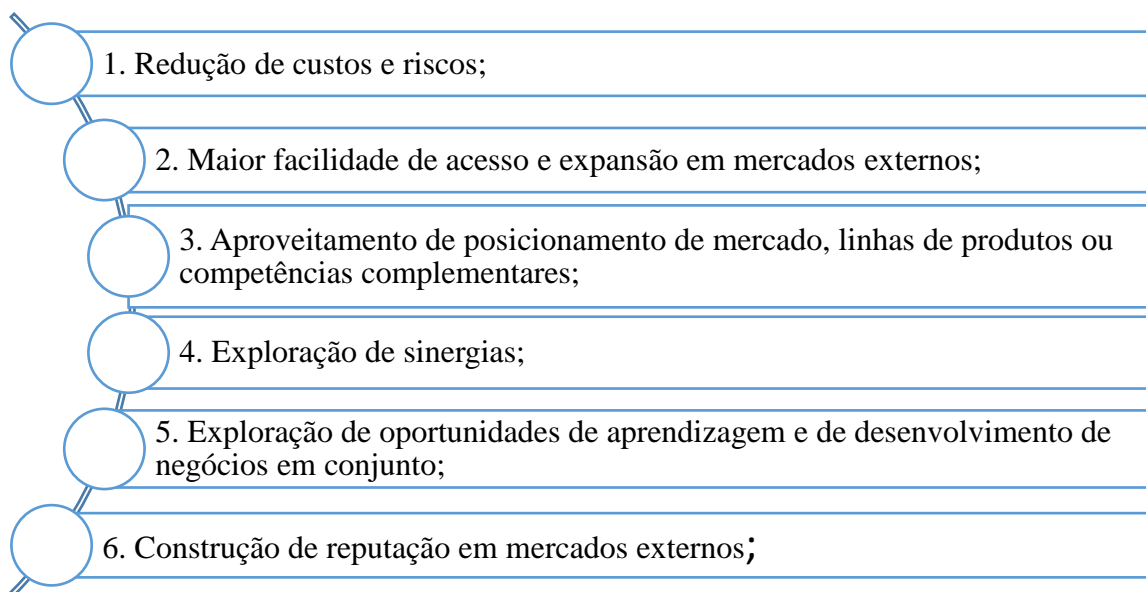 1. Redução de custos e riscos;
2. Maior facilidade de acesso e expansão em mercados externos;
3. Aproveitamento de posicionamento de mercado, linhas de produtos ou
competências complementares;
4. Exploração de sinergias;
5. Exploração de oportunidades de aprendizagem e de desenvolvimento de
negócios em conjunto;
6. Construção de reputação em mercados externos;